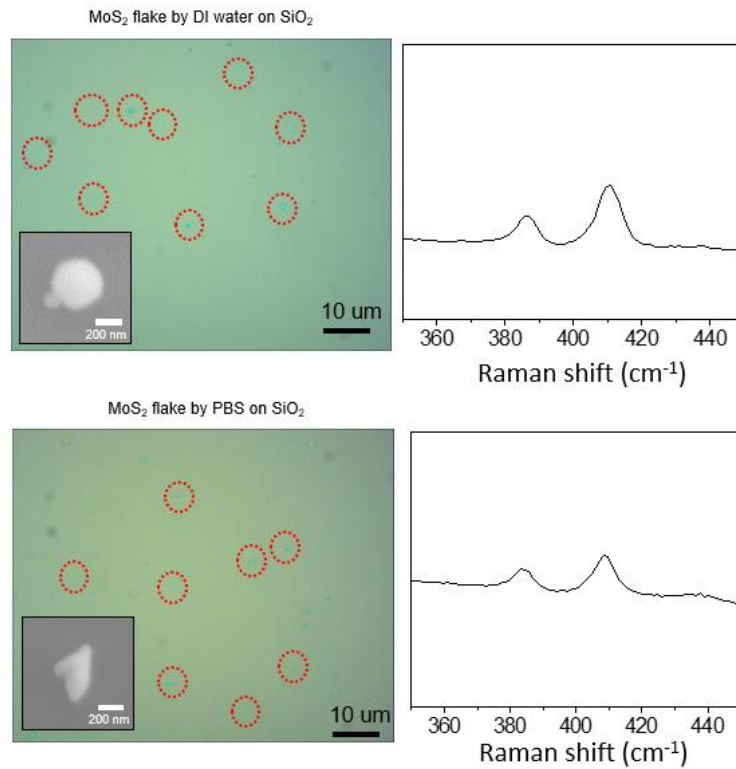 MoS₂ flake by DI water on SiO₂
200 nm
10 um
360 380 400 420 440
Raman shift (cm⁻¹)
MoS₂ flake by PBS on SiO₂
200 nm
10 um
360 380 400 420 440
Raman shift (cm⁻¹)